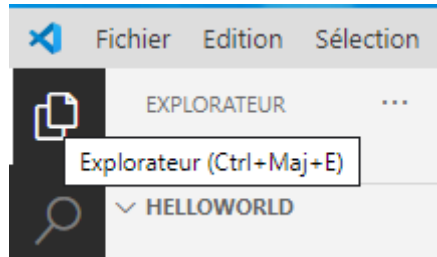 Fichier Edition Sélection
EXPLORATEUR ...
Explorateur (Ctrl+Maj+E)
HELLOWORLD